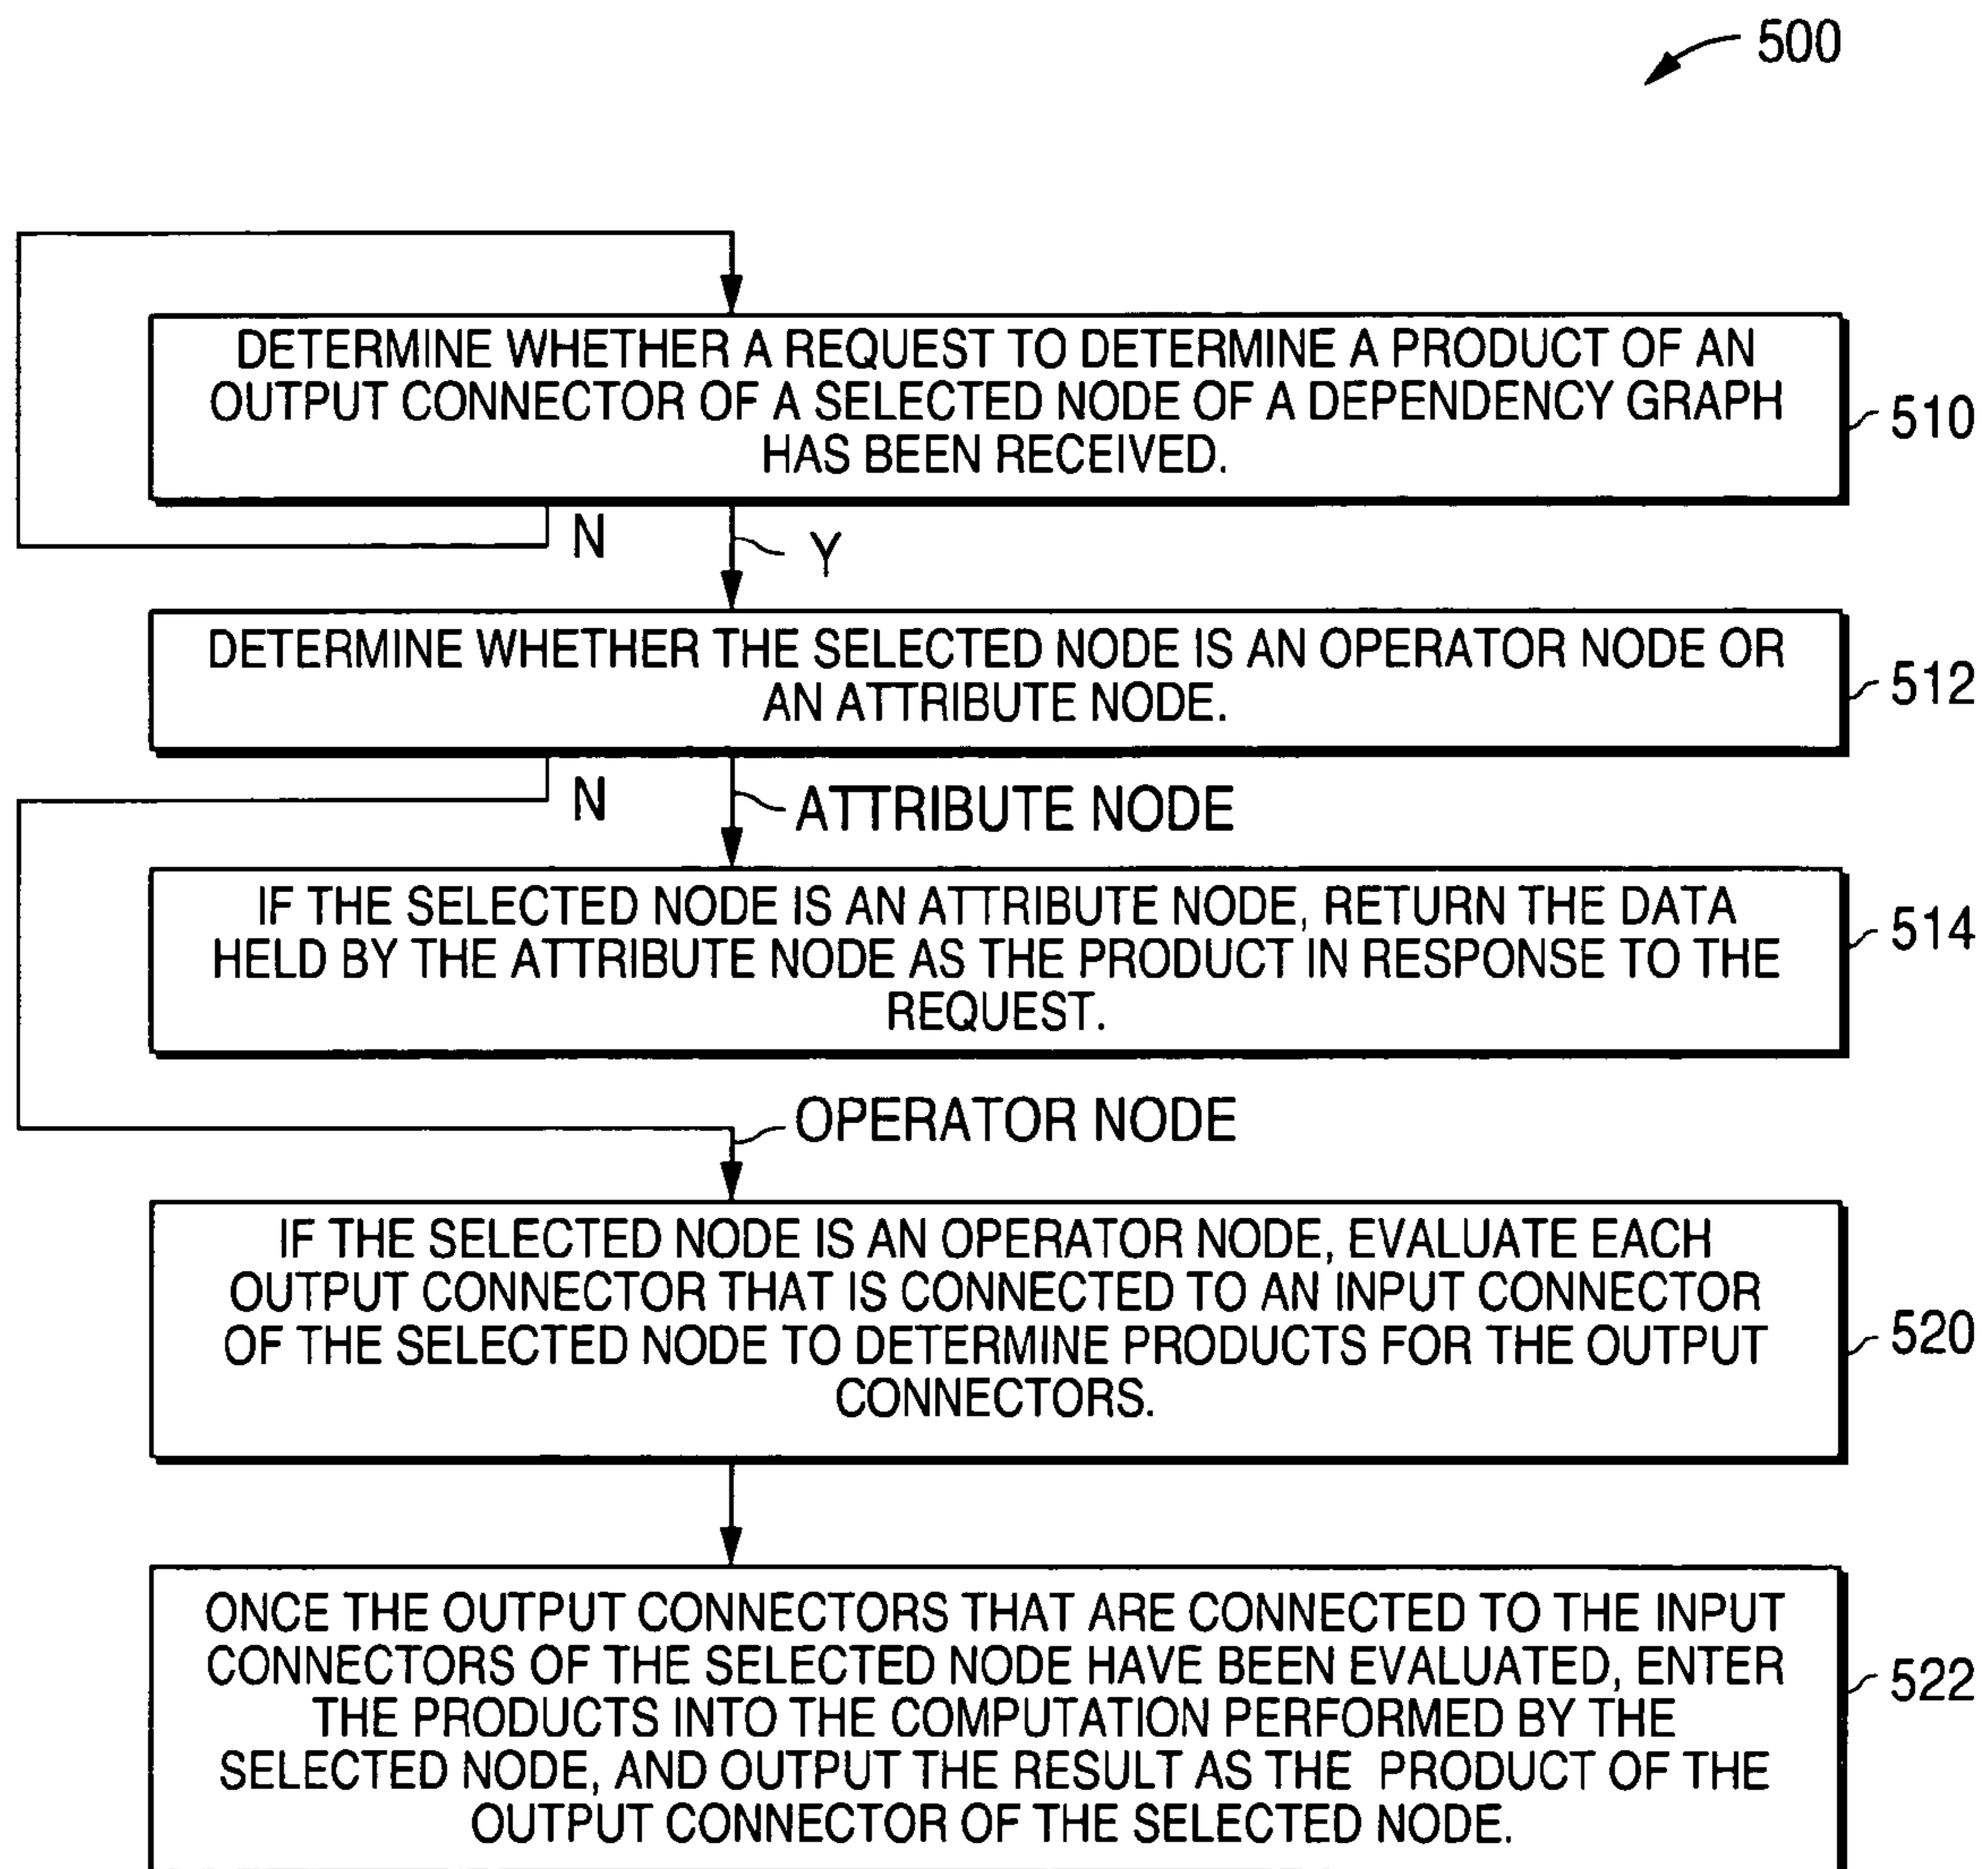 500
DETERMINE WHETHER A REQUEST TO DETERMINE A PRODUCT OF AN
OUTPUT CONNECTOR OF A SELECTED NODE OF A DEPENDENCY GRAPH
HAS BEEN RECEIVED.
510
N
Y
DETERMINE WHETHER THE SELECTED NODE IS AN OPERATOR NODE OR
AN ATTRIBUTE NODE.
512
N
ATTRIBUTE NODE
IF THE SELECTED NODE IS AN ATTRIBUTE NODE, RETURN THE DATA
HELD BY THE ATTRIBUTE NODE AS THE PRODUCT IN RESPONSE TO THE
REQUEST.
514
OPERATOR NODE
IF THE SELECTED NODE IS AN OPERATOR NODE, EVALUATE EACH
OUTPUT CONNECTOR THAT IS CONNECTED TO AN INPUT CONNECTOR
OF THE SELECTED NODE TO DETERMINE PRODUCTS FOR THE OUTPUT
CONNECTORS.
520
ONCE THE OUTPUT CONNECTORS THAT ARE CONNECTED TO THE INPUT
CONNECTORS OF THE SELECTED NODE HAVE BEEN EVALUATED, ENTER
THE PRODUCTS INTO THE COMPUTATION PERFORMED BY THE
SELECTED NODE, AND OUTPUT THE RESULT AS THE PRODUCT OF THE
OUTPUT CONNECTOR OF THE SELECTED NODE.
522